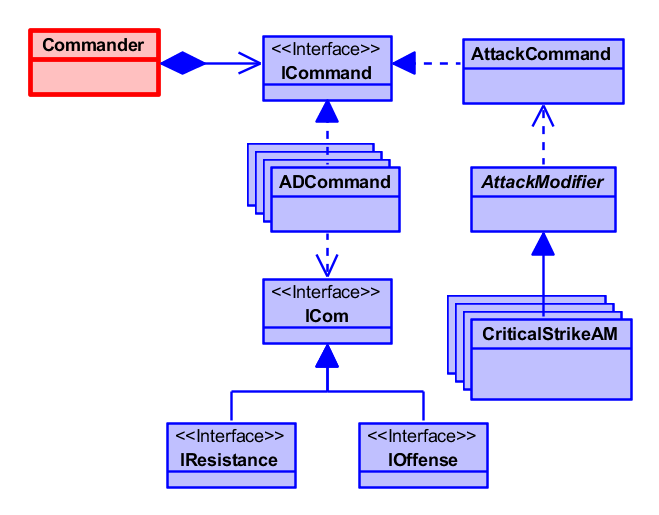 Commander
<<Interface>>
ICommand
AttackCommand
ADCommand
AttackModifier
<<Interface>>
ICom
CriticalStrikeAM
<<Interface>>
IResistance
<<Interface>>
IOffense